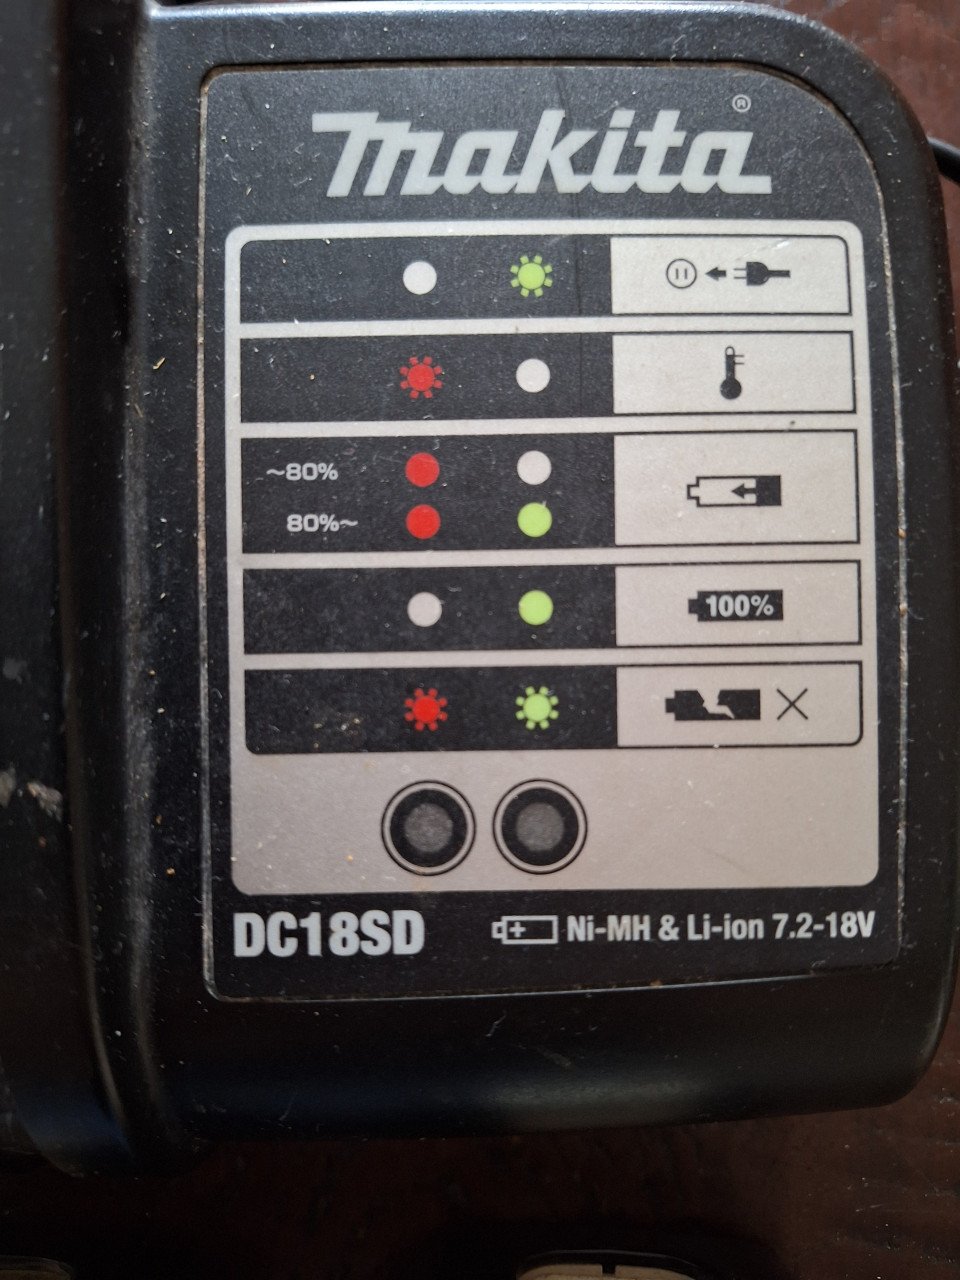 makita®
~80%
80%~
100%
DC18SD
Ni-MH & Li-ion 7.2-18V